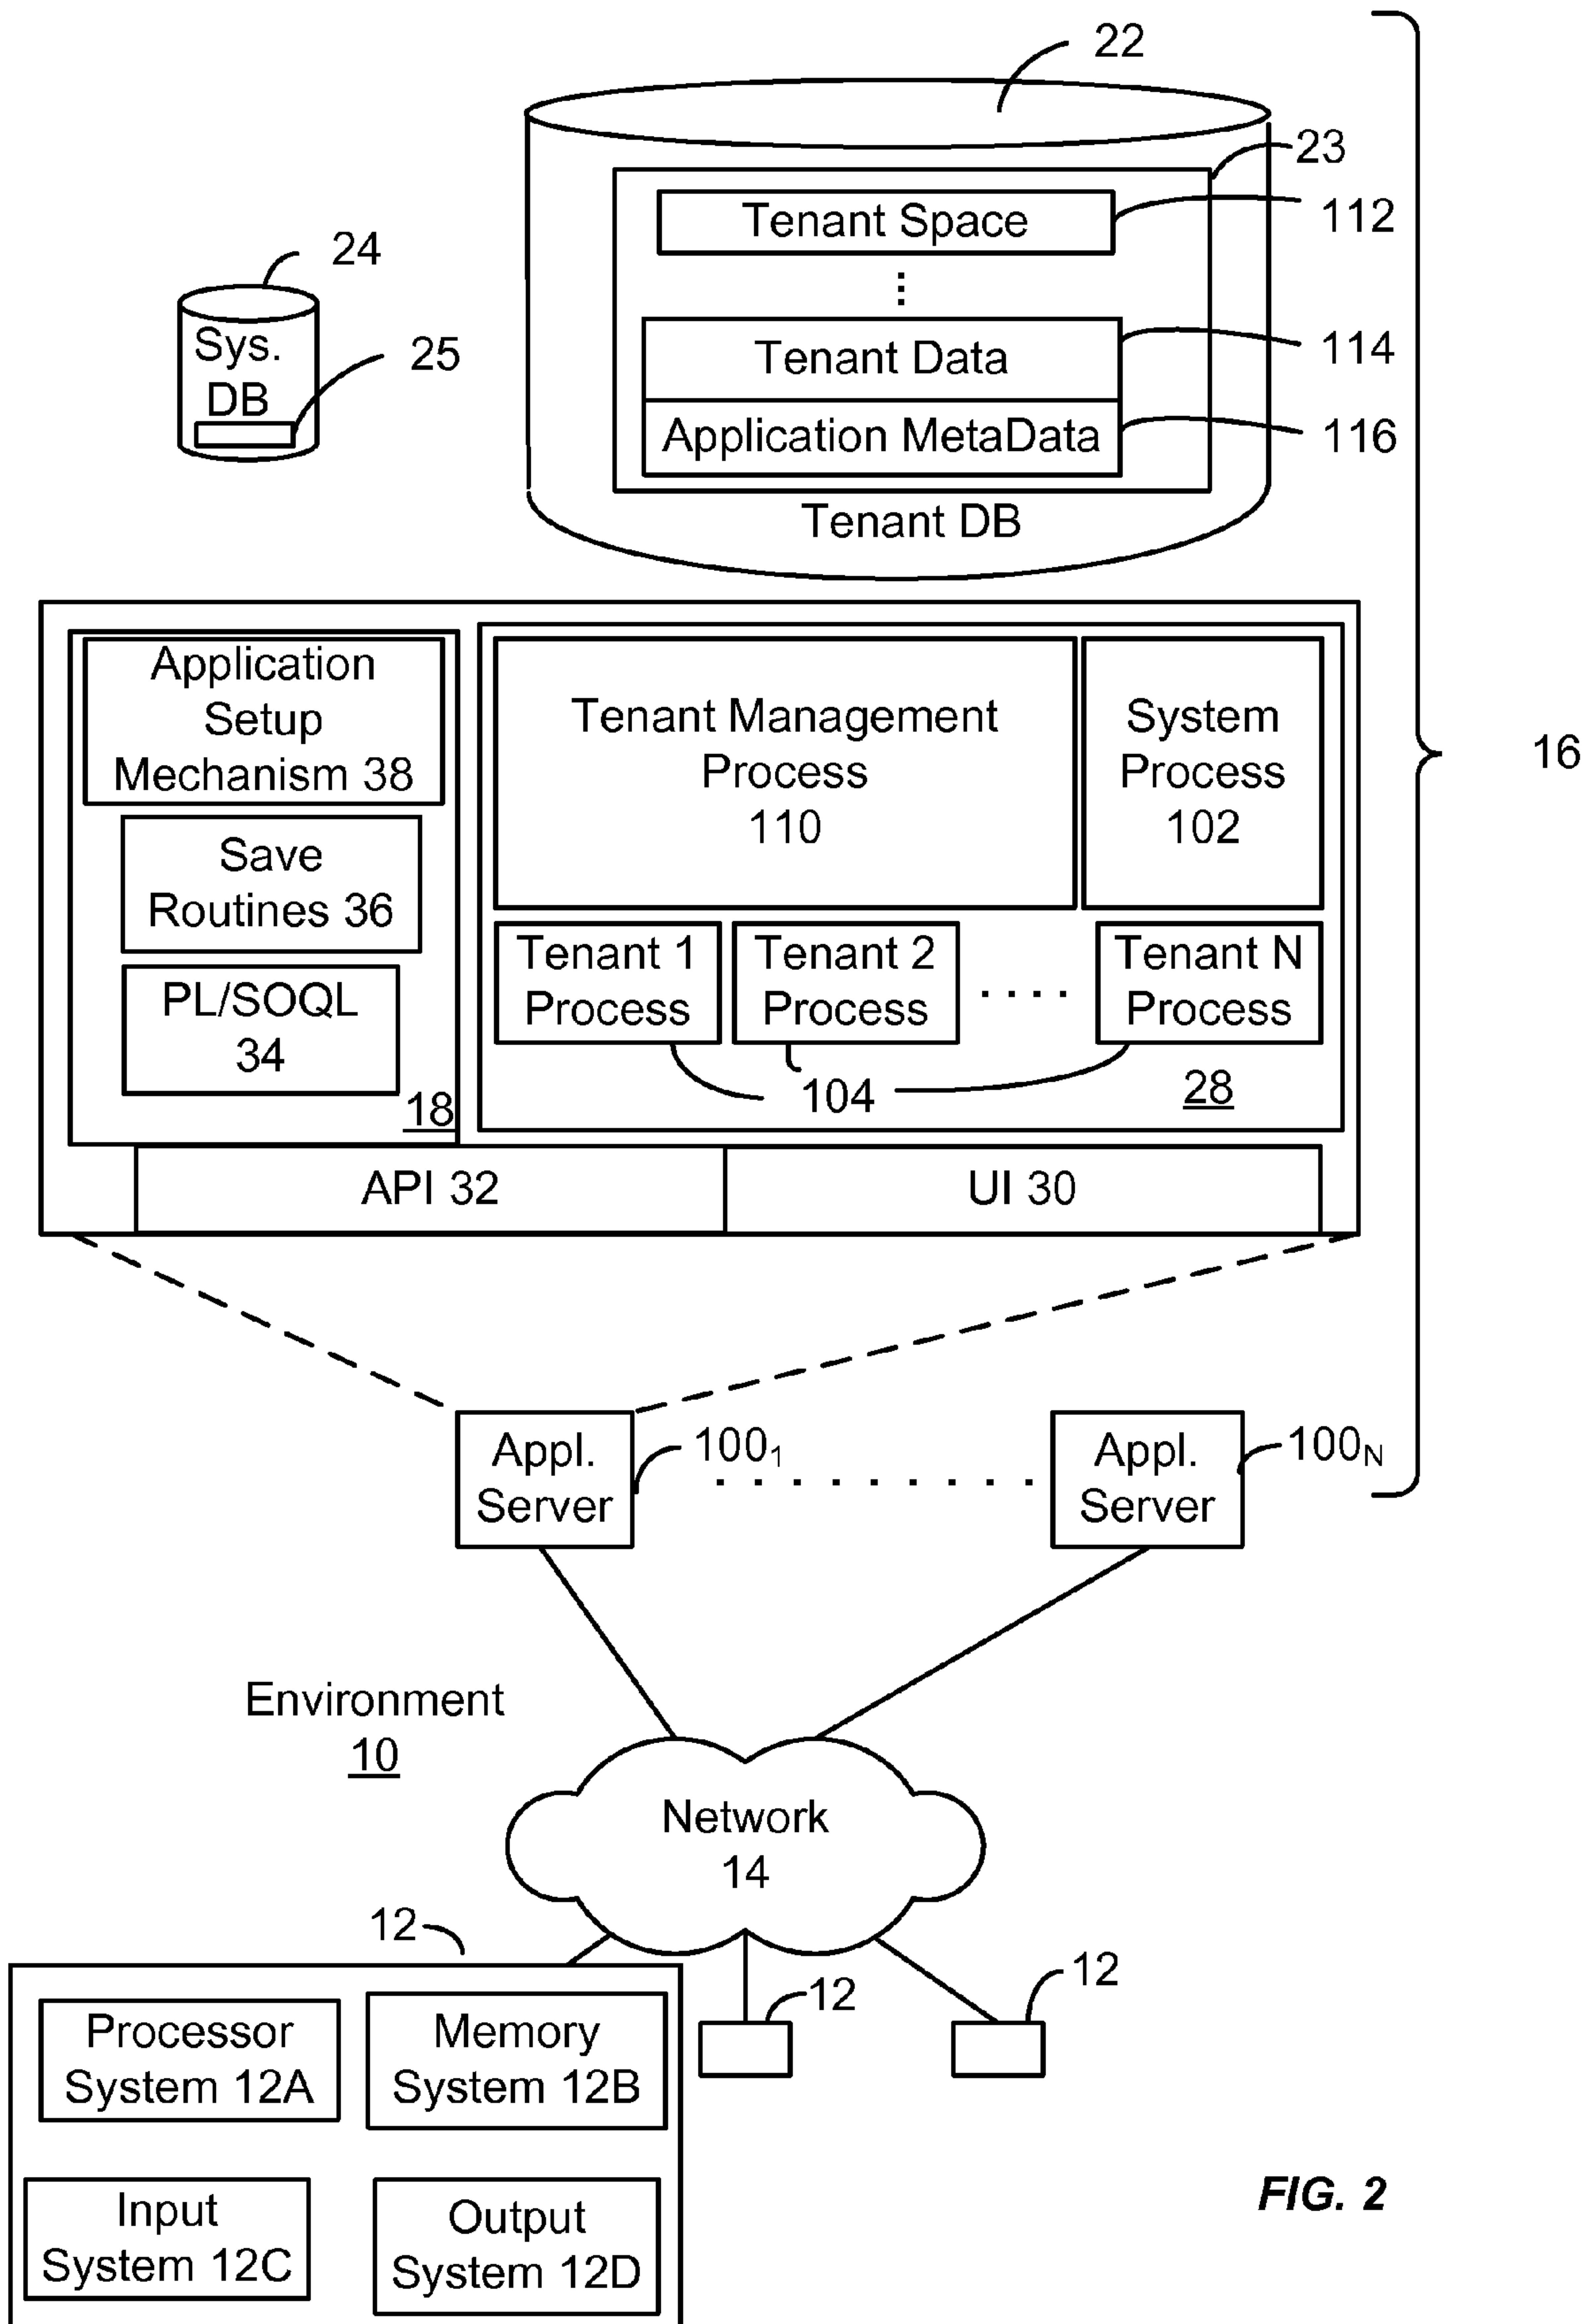 22
23
Tenant Space
112
24
Sys.
DB
25
Tenant Data
114
Application MetaData
116
Tenant DB
16
Application
Setup
Mechanism 38
Save
Routines 36
PL/SOQL
34
18
Tenant Management
Process
110
System
Process
102
Tenant 1
Process
Tenant 2
Process
Tenant N
Process
104
28
API 32
UI 30
Appl.
Server
100₁
Appl.
Server
100N
Environment
10
Network
14
12
12
12
Processor
System 12A
Memory
System 12B
Input
System 12C
Output
System 12D
FIG. 2